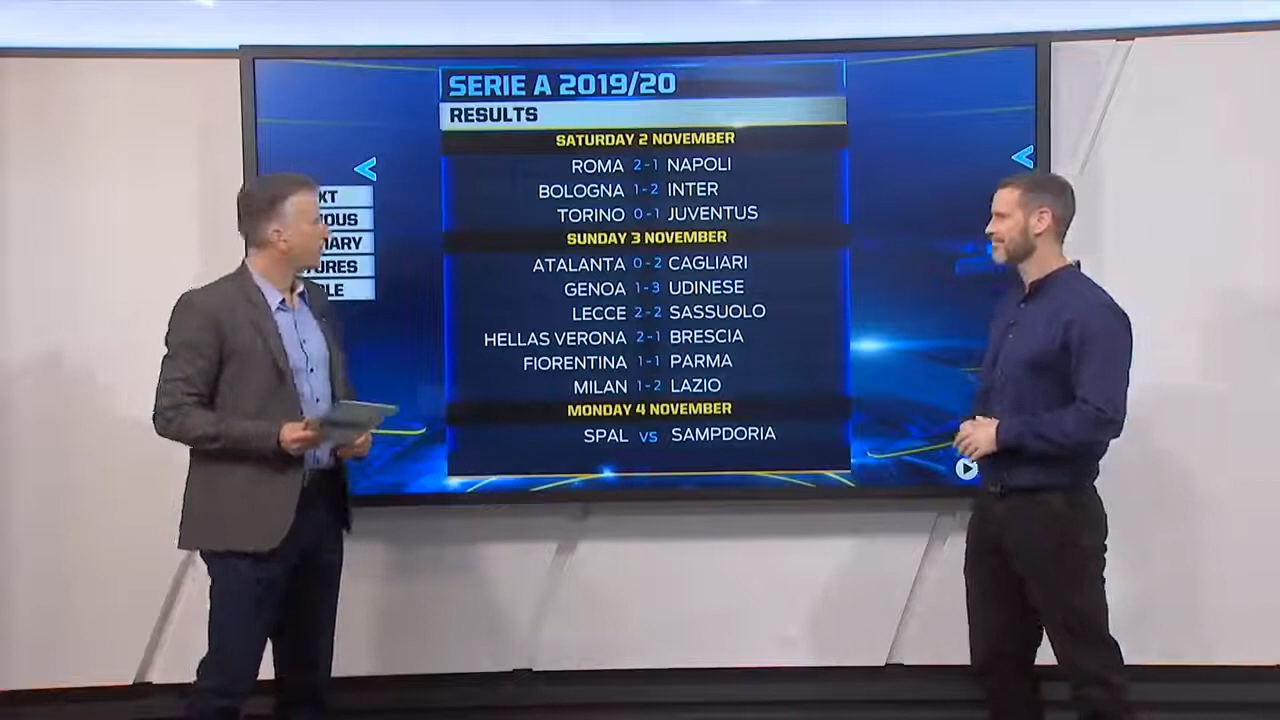 SERIE A 2019/20
RESULTS
SATURDAY 2 NOVEMBER
ROMA 2-1 NAPOLI
BOLOGNA 1-2 INTER
TORINO 0-1 JUVENTUS
SUNDAY 3 NOVEMBER
ATALANTA 0-2 CAGLIARI
GENOA 1-3 UDINESE
LECCE 2-2 SASSUOLO
HELLAS VERONA 2-1 BRESCIA
FIORENTINA 1-1 PARMA
MILAN 1-2 LAZIO
MONDAY 4 NOVEMBER
SPAL vs SAMPDORIA